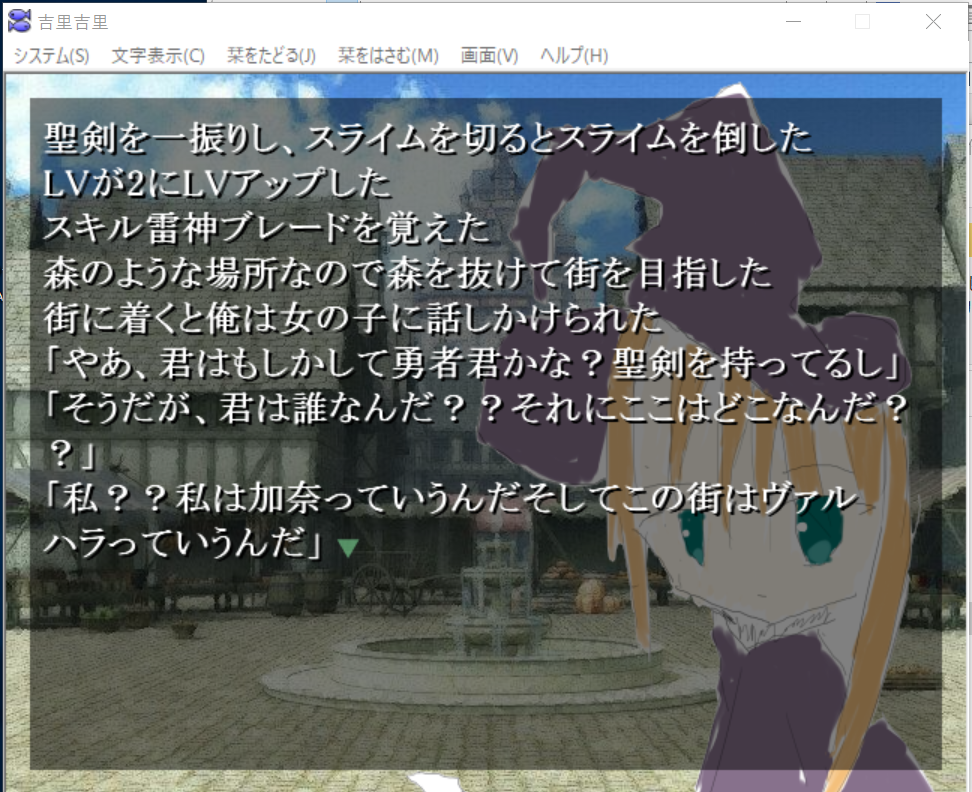 吉里吉里
システム(S) 文字表示(C) 栞をたどる(J) 栞をはさむ(M) 画面(V) ヘルプ(H)
聖剣を一振りし、スライムを切るとスライムを倒した
LVが2にLVアップした
スキル雷神ブレードを覚えた
森のような場所なので森を抜けて街を目指した
街に着くと俺は女の子に話しかけられた
「やあ、君はもしかして勇者君かな？聖剣を持ってるし」
「そうだが、君は誰なんだ？？それにここはどこなんだ？
？」
「私？？私は加奈っていうんだそしてこの街はヴァル
ハラっていうんだ」